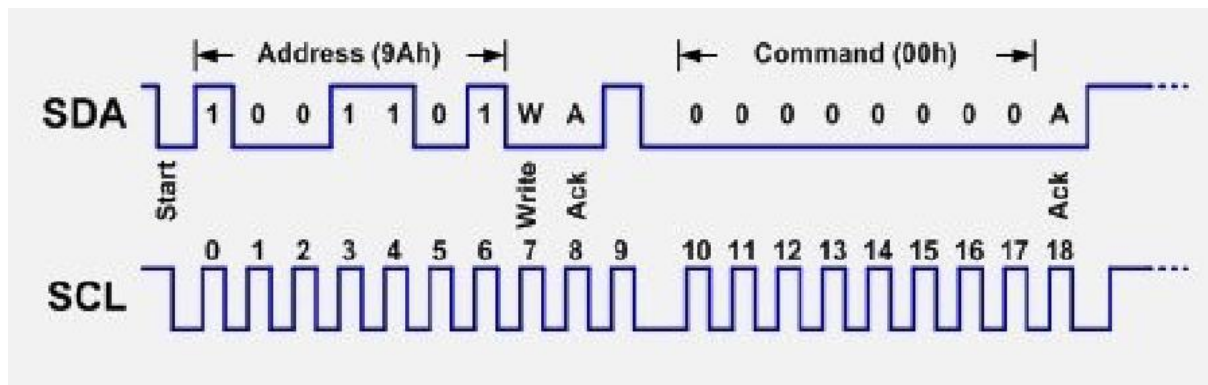 Address (9Ah) Command (00h)
SDA 1 0 0 1 1 0 1 W A 0 0 0 0 0 0 0 0 A
Start Write Ack Ack
0 1 2 3 4 5 6 7 8 9 10 11 12 13 14 15 16 17 18
SCL